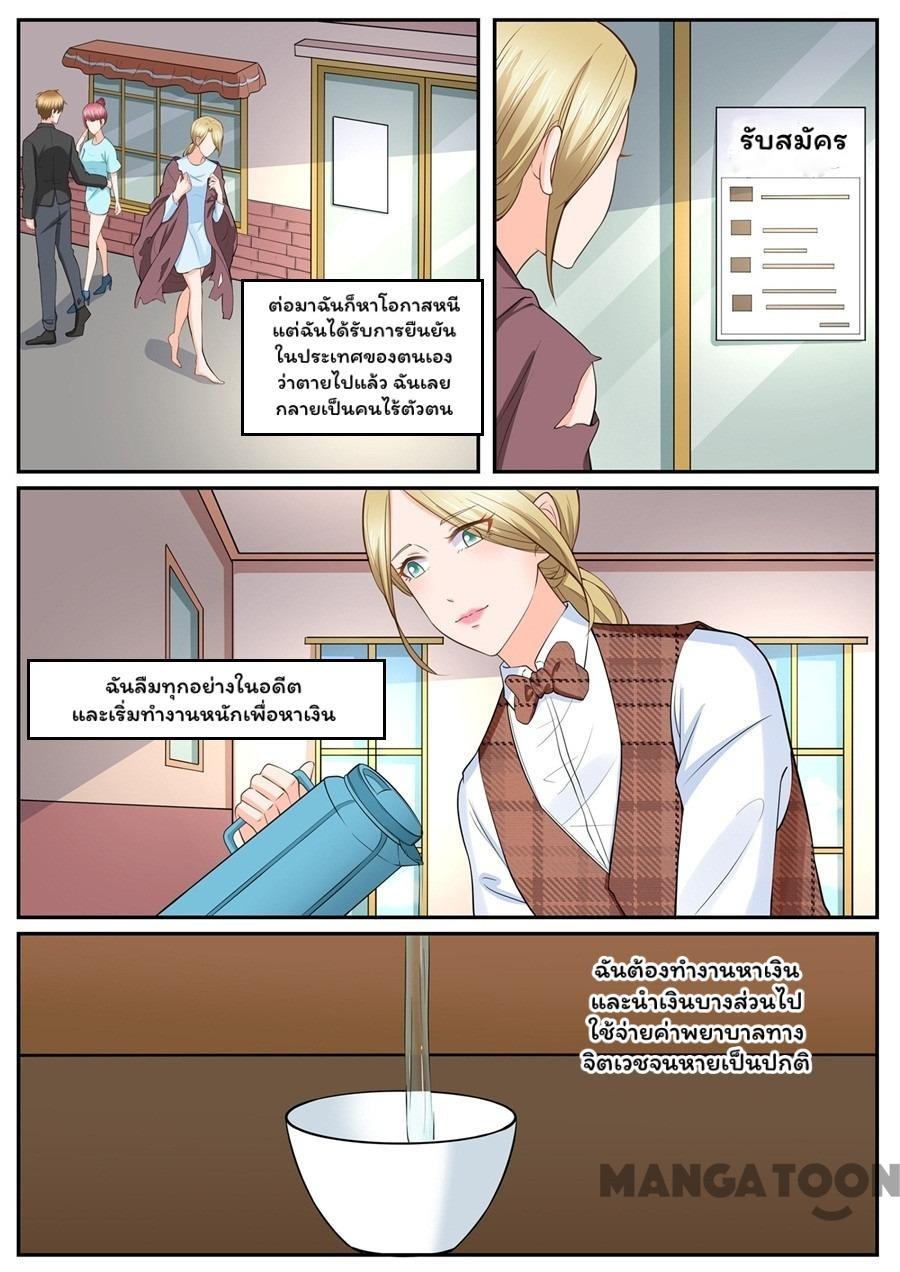 รับสมัคร
ต่อมาฉันก็หาโอกาสหนี
แต่ฉันได้รับการยืนยัน
ในประเทศของตนเอง
ว่าตายไปแล้ว ฉันเลย
กลายเป็นคนไร้ตัวตน
ฉันลืมทุกอย่างในอดีต
และเริ่มทำงานหนักเพื่อหาเงิน
ฉันต้องทำงานหาเงิน
และนำเงินบางส่วนไป
ใช้จ่ายค่าพยาบาลทาง
จิตเวชจนหายเป็นปกติ
MANGATOON